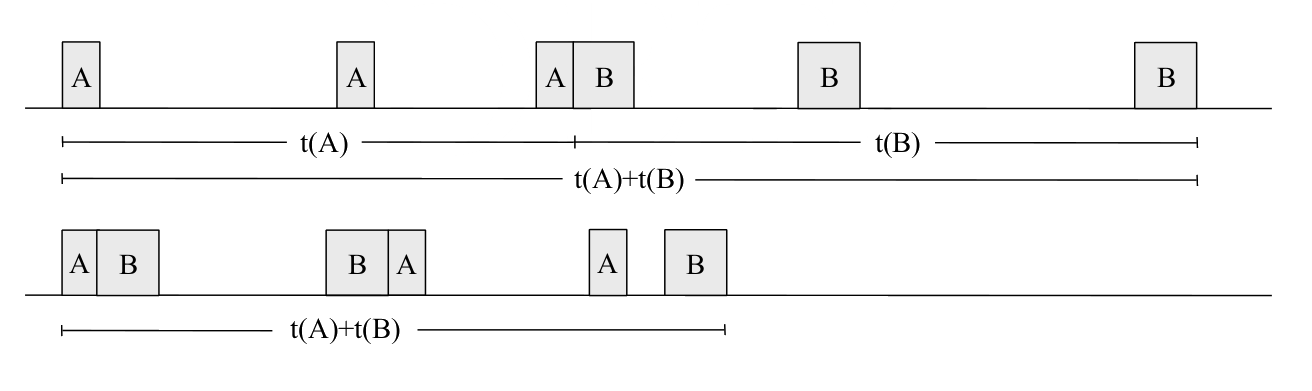 A A A B B B
t(A) t(B)
t(A)+t(B)
A B B A A B
t(A)+t(B)